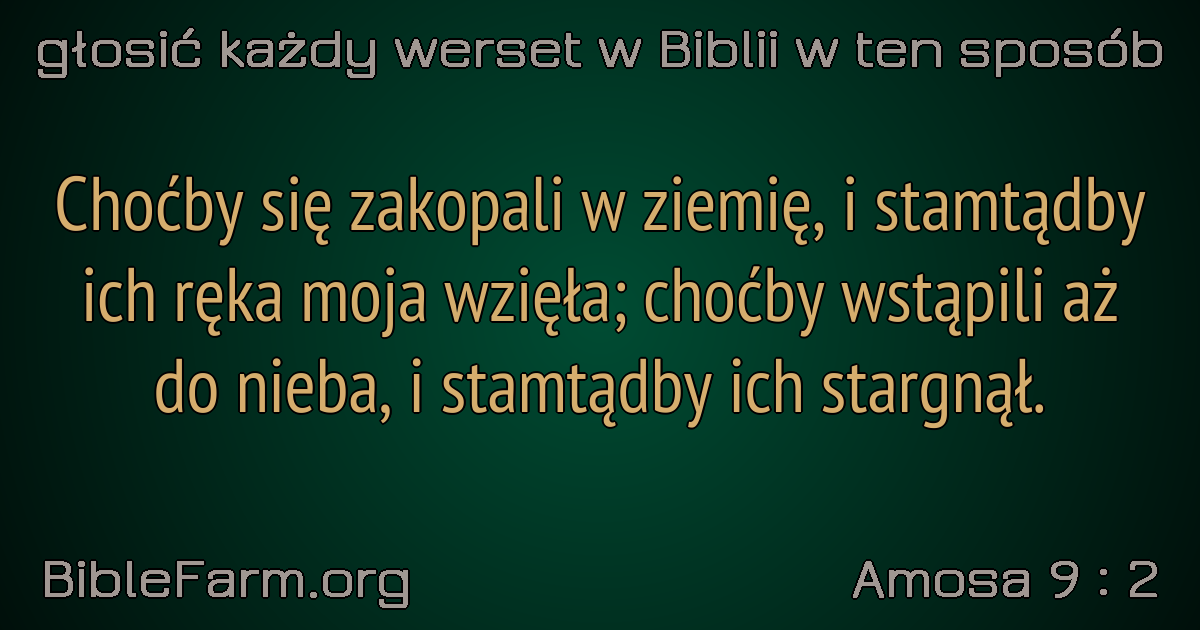 głosić każdy werset w Biblii w ten sposób
Choćby się zakopali w ziemię, i stamtądby
ich ręka moja wzięła; choćby wstąpili aż
do nieba, i stamtądby ich stargnął.
BibleFarm.org
Amosa 9 : 2